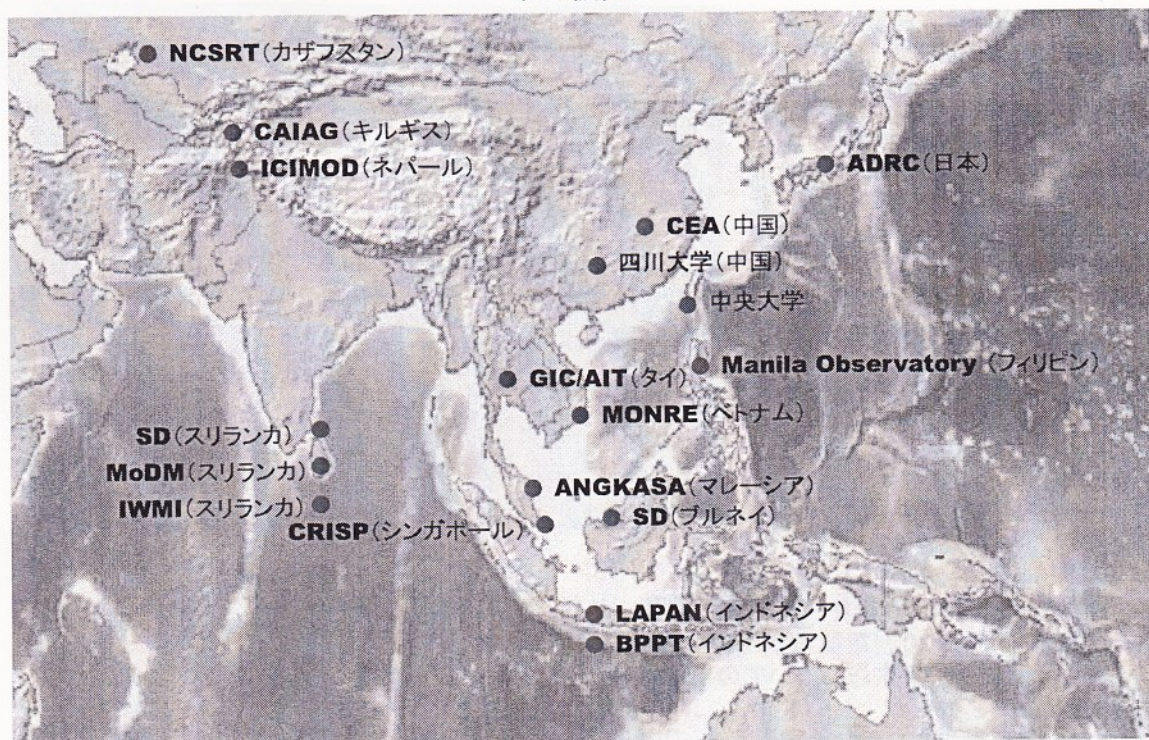 NCSRT(カザフスタン)
CAIAG(キルギス)
ICIMOD(ネパール)
ADRC(日本)
CEA(中国)
四川大学(中国)
中央大学
Manila Observatory(フィリピン)
GIC/AIT(タイ)
MONRE(ベトナム)
SD(スリランカ)
MoDM(スリランカ)
IWMI(スリランカ)
ANGKASA(マレーシア)
SD(ブルネイ)
CRISP(シンガポール)
LAPAN(インドネシア)
BPPT(インドネシア)